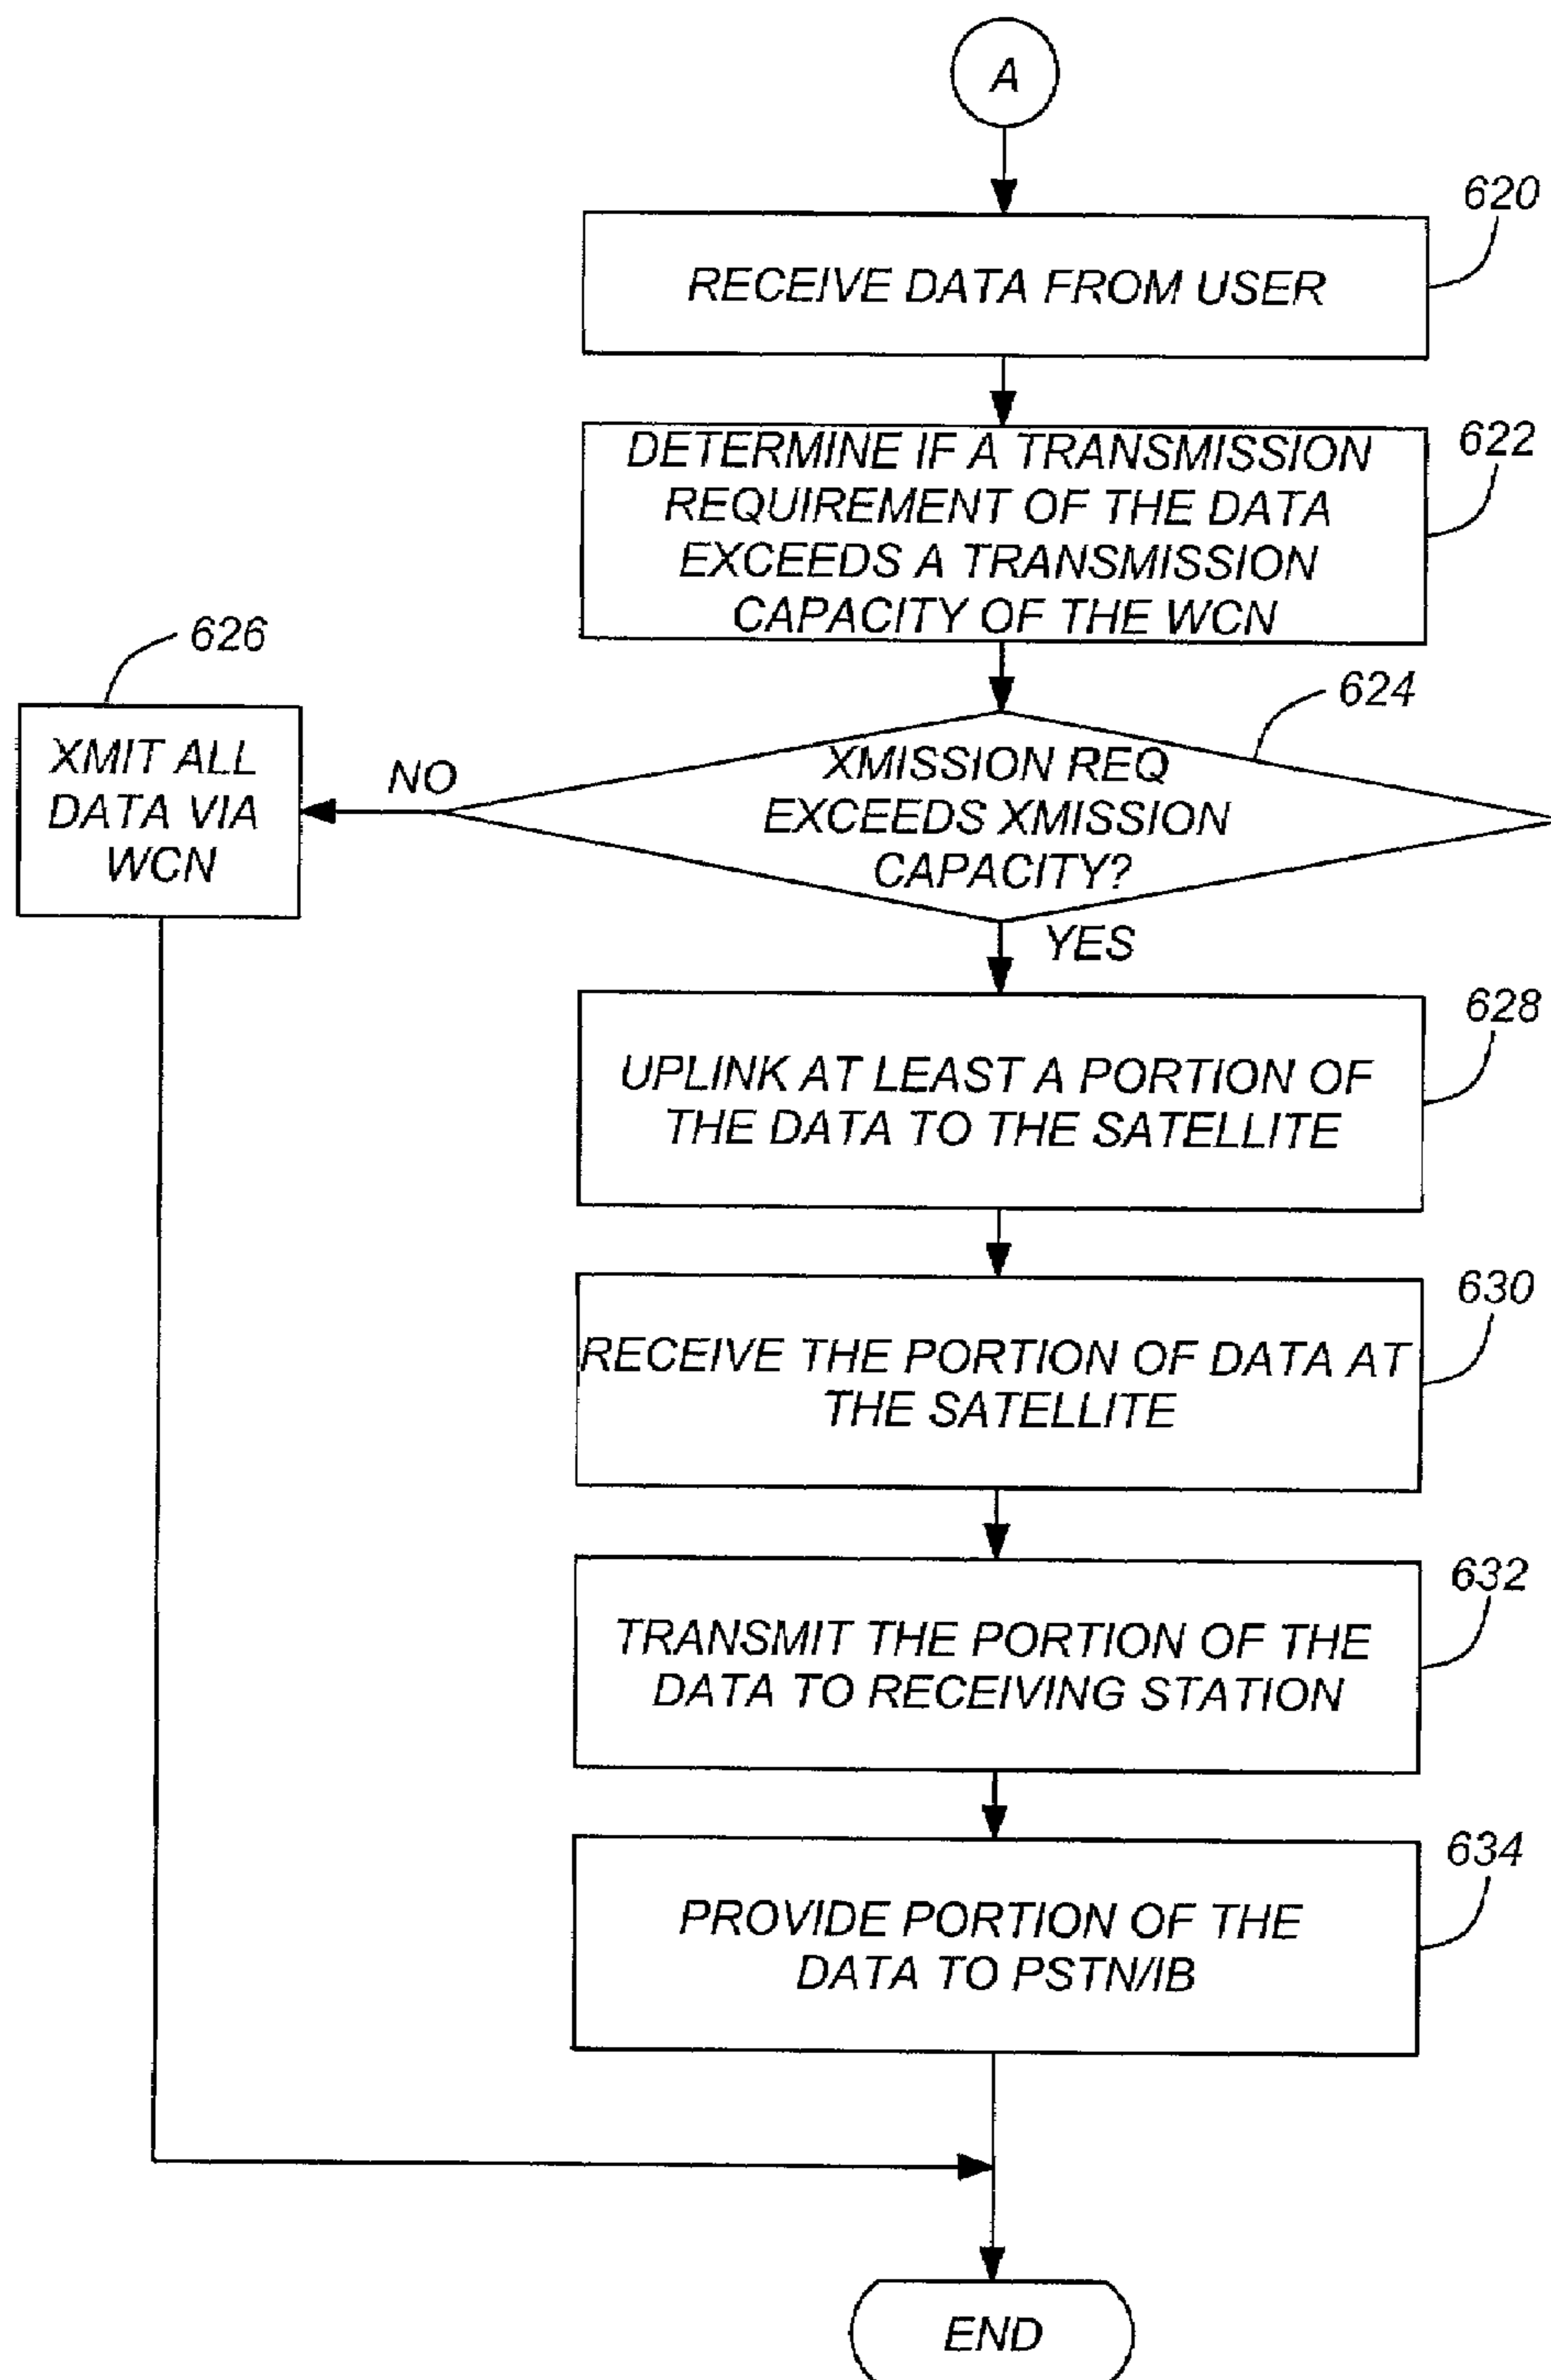 A
620
RECEIVE DATA FROM USER
622
DETERMINE IF A TRANSMISSION
REQUIREMENT OF THE DATA
EXCEEDS A TRANSMISSION
CAPACITY OF THE WCN
626
624
XMIT ALL
DATA VIA
WCN
NO
XMISSION REQ
EXCEEDS XMISSION
CAPACITY?
YES
628
UPLINK AT LEAST A PORTION OF
THE DATA TO THE SATELLITE
630
RECEIVE THE PORTION OF DATA AT
THE SATELLITE
632
TRANSMIT THE PORTION OF THE
DATA TO RECEIVING STATION
634
PROVIDE PORTION OF THE
DATA TO PSTN/IB
END